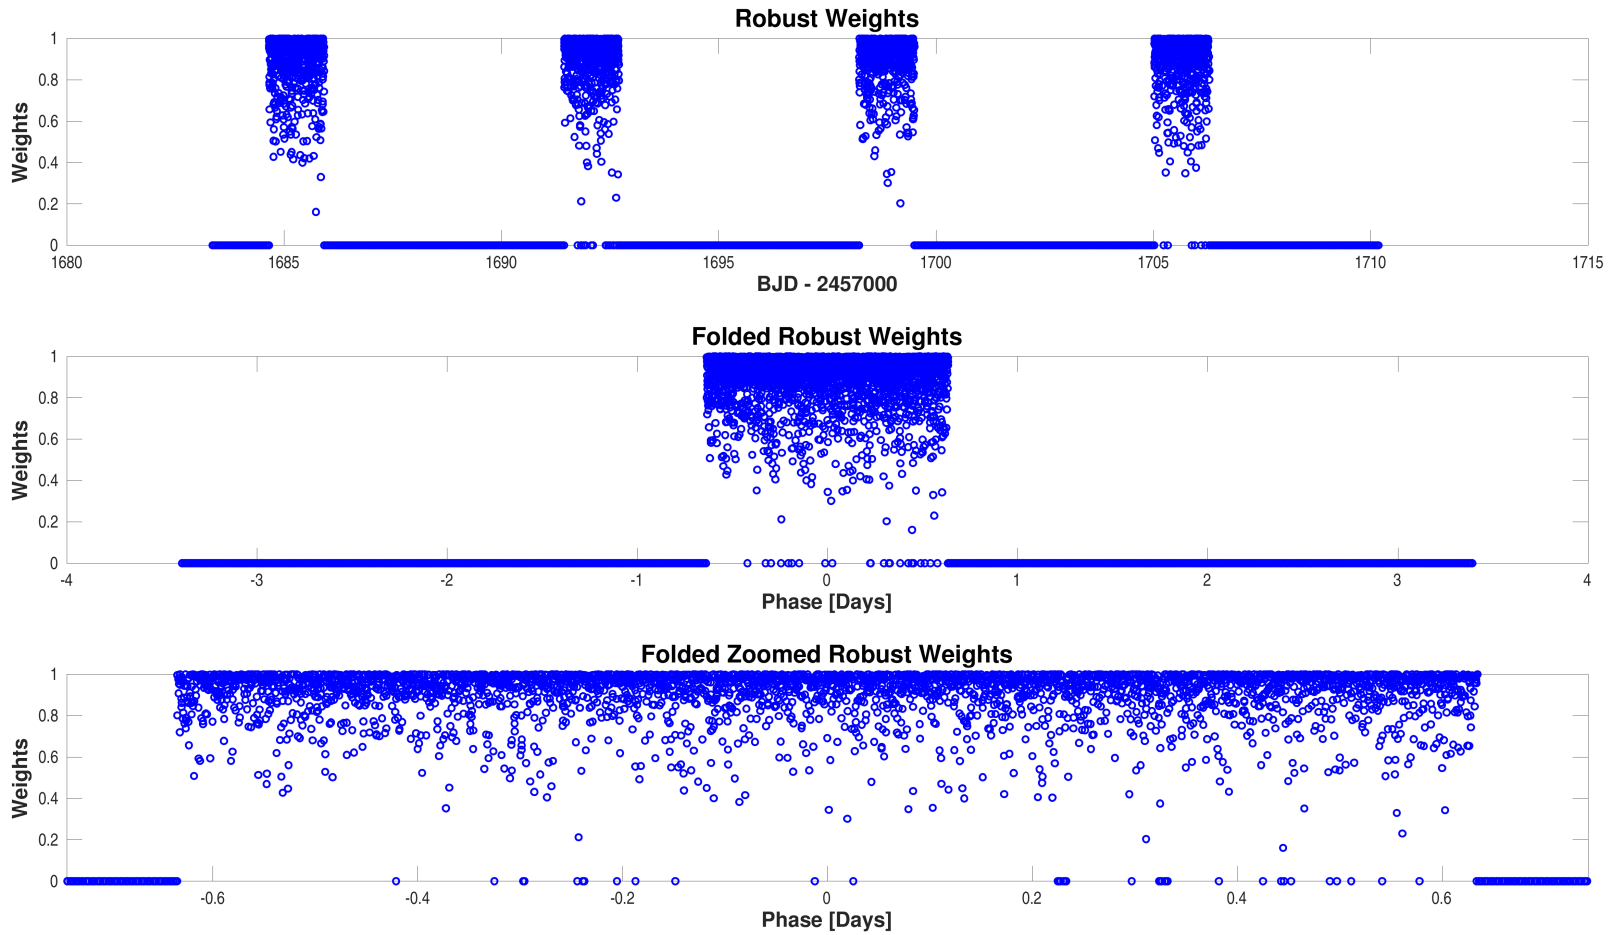 Robust Weights
1
0.8
0.6
0.4
0.2
0
Weights
1680 1685 1690 1695 1700 1705 1710 1715
BJD - 2457000
Folded Robust Weights
1
0.8
0.6
0.4
0.2
0
Weights
-4 -3 -2 -1 0 1 2 3 4
Phase [Days]
Folded Zoomed Robust Weights
1
0.8
0.6
0.4
0.2
0
Weights
-0.6 -0.4 -0.2 0 0.2 0.4 0.6
Phase [Days]